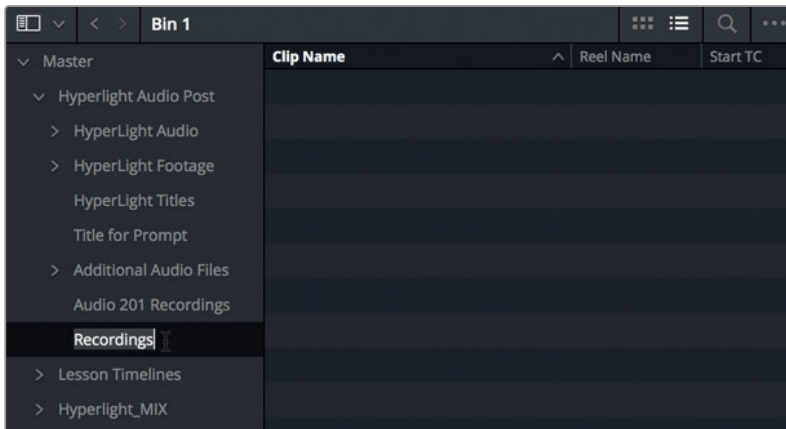 Bin 1
Clip Name Reel Name Start TC
Master
Hyperlight Audio Post
HyperLight Audio
HyperLight Footage
HyperLight Titles
Title for Prompt
Additional Audio Files
Audio 201 Recordings
Recordings
Lesson Timelines
Hyperlight_MIX